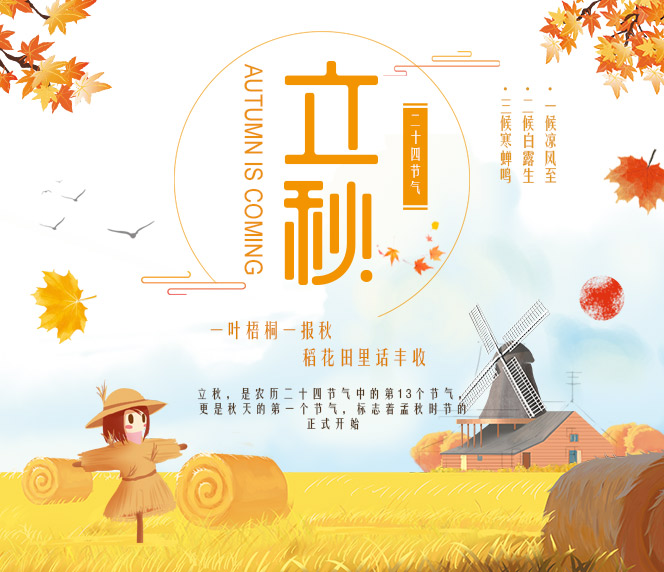 立秋
AUTUMN IS COMING
二十四节气
·一候凉风至
·二候白露生
·三候寒蝉鸣
一叶梧桐一报秋
稻花田里话丰收
立秋，是农历二十四节气中的第13个节气，
更是秋天的第一个节气，标志着孟秋时节的
正式开始